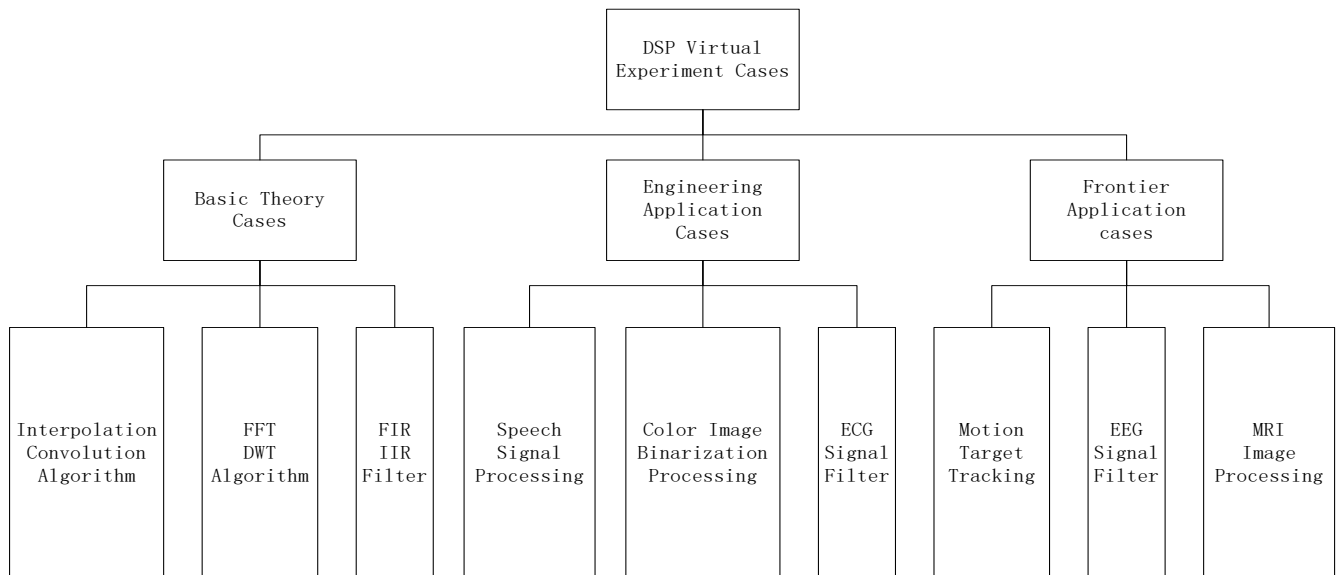 DSP Virtual
Experiment Cases
Basic Theory
Cases
Engineering
Application
Cases
Frontier
Application
cases
Interpolation
Convolution
Algorithm
FFT
DWT
Algorithm
FIR
IIR
Filter
Speech
Signal
Processing
Color Image
Binarization
Processing
ECG
Signal
Filter
Motion
Target
Tracking
EEG
Signal
Filter
MRI
Image
Processing